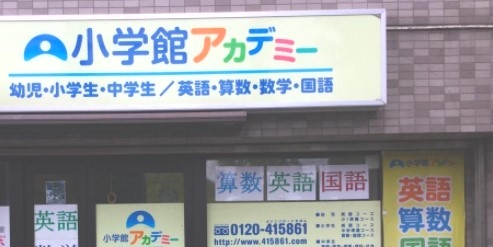 小学館アカデミー
幼児・小学生・中学生／英語・算数・数学・国語
算数 英語 国語
英語
小学館アカデミー
0120-415861
http://www.415861.com
小学館アカデミー
英語
算数
国語